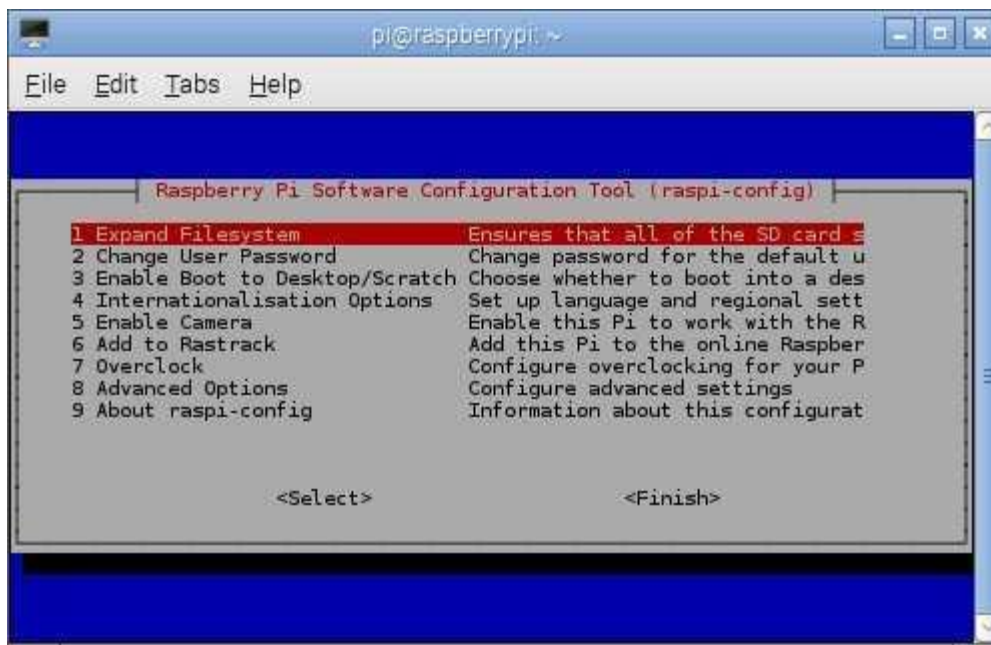 pi@raspberrypi: ~
File Edit Tabs Help
Raspberry Pi Software Configuration Tool (raspi-config)
1 Expand Filesystem Ensures that all of the SD card s
2 Change User Password Change password for the default u
3 Enable Boot to Desktop/Scratch Choose whether to boot into a des
4 Internationalisation Options Set up language and regional sett
5 Enable Camera Enable this Pi to work with the R
6 Add to Rastrack Add this Pi to the online Raspber
7 Overclock Configure overclocking for your P
8 Advanced Options Configure advanced settings
9 About raspi-config Information about this configurat
<Select> <Finish>